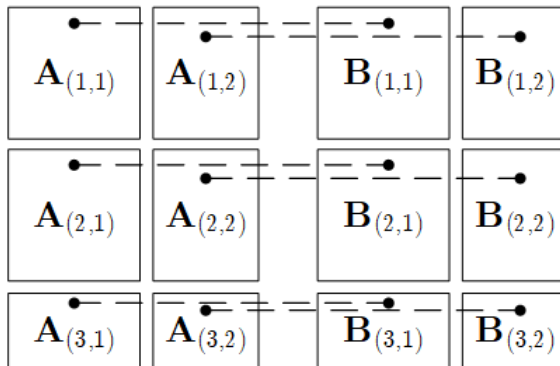 A(1,1) A(1,2) B(1,1) B(1,2)
A(2,1) A(2,2) B(2,1) B(2,2)
A(3,1) A(3,2) B(3,1) B(3,2)